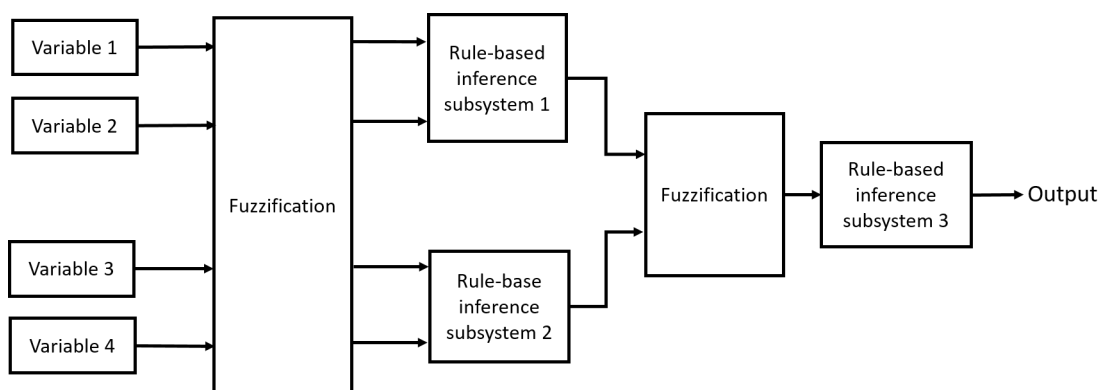 Variable 1
Variable 2
Variable 3
Variable 4
Fuzzification
Rule-based
inference
subsystem 1
Rule-base
inference
subsystem 2
Fuzzification
Rule-based
inference
subsystem 3
Output